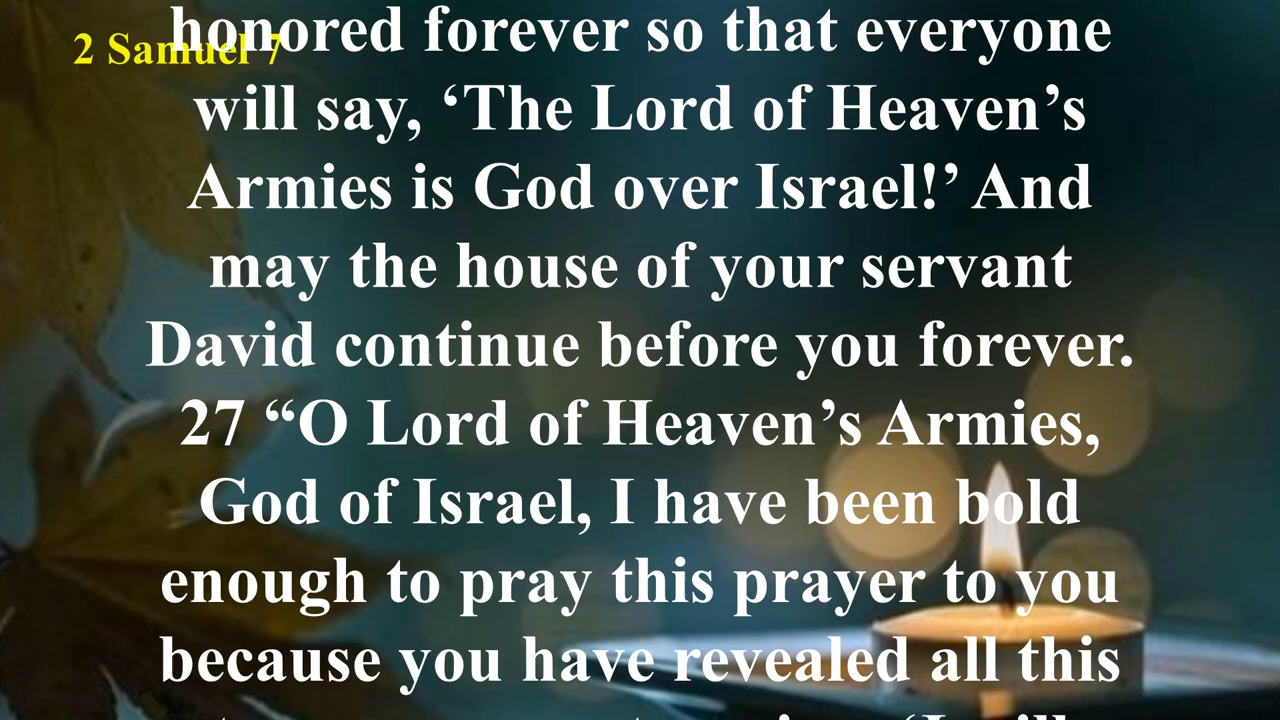 2 Samuel 7
honored forever so that everyone
will say, ‘The Lord of Heaven’s
Armies is God over Israel!’ And
may the house of your servant
David continue before you forever.
27 “O Lord of Heaven’s Armies,
God of Israel, I have been bold
enough to pray this prayer to you
because you have revealed all this